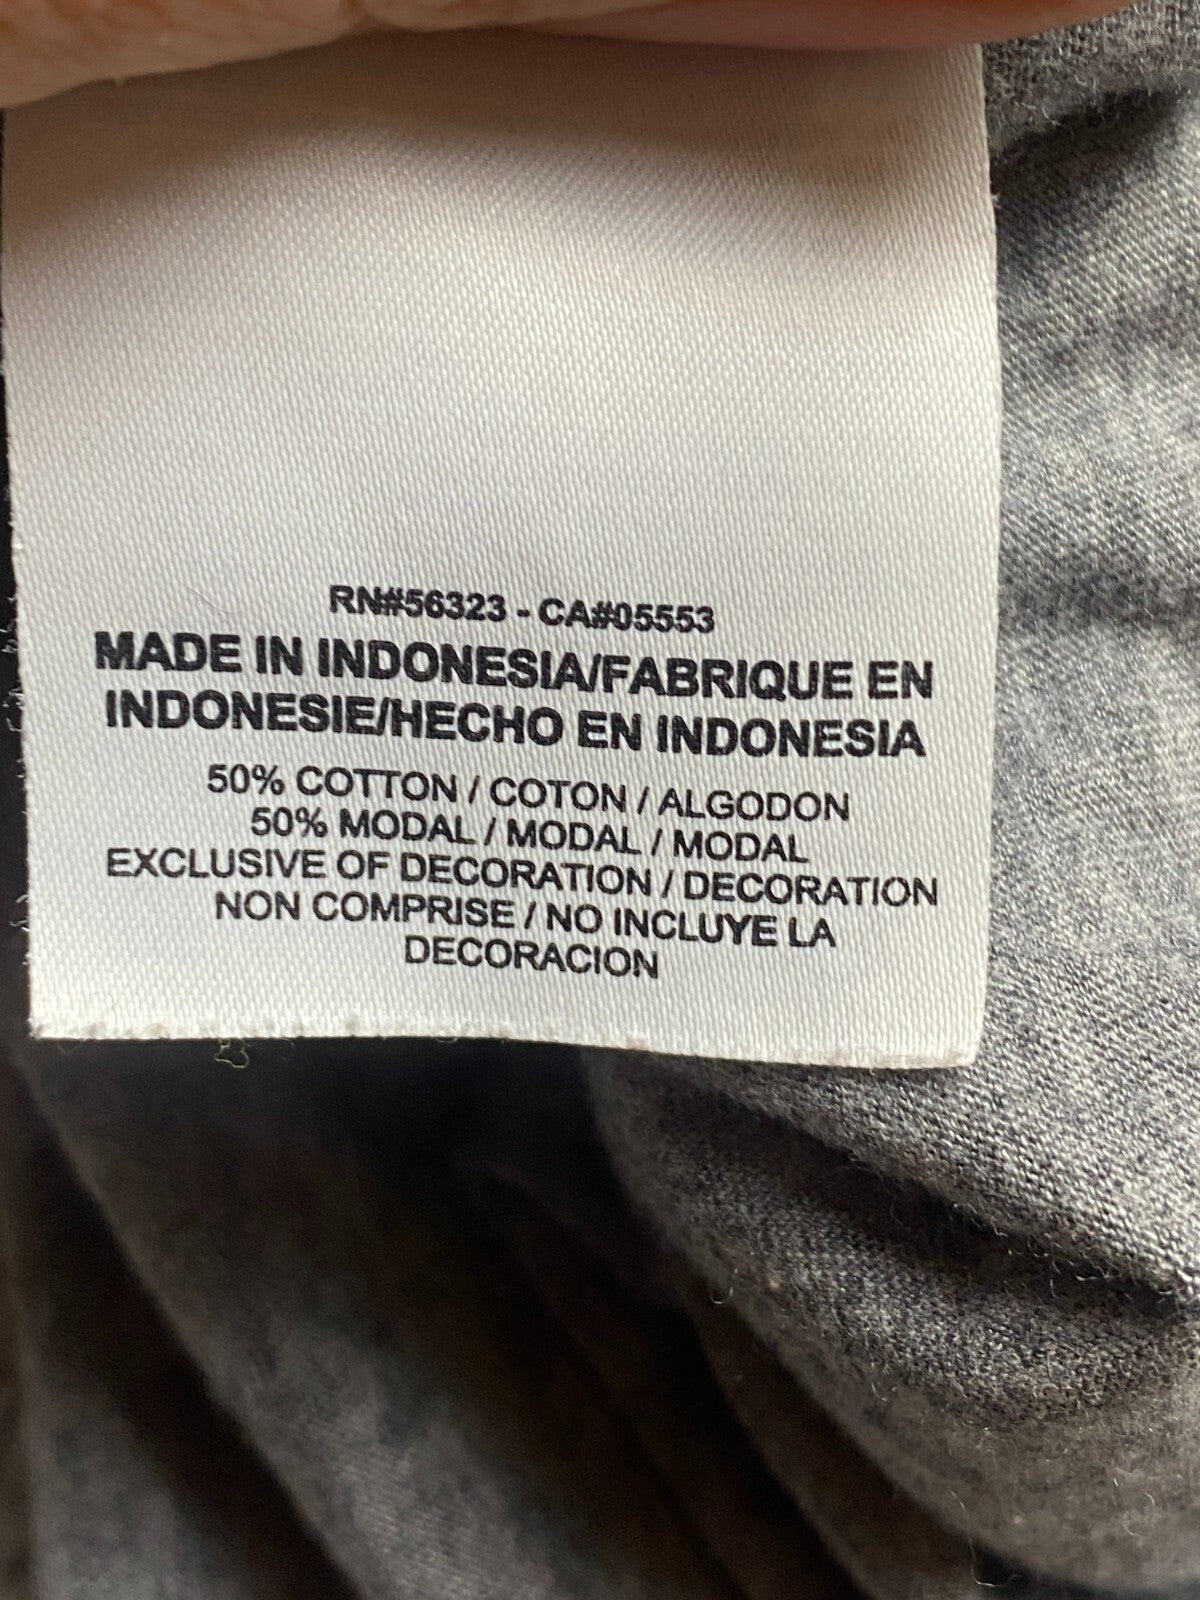 RN#56323 - CA#05553
MADE IN INDONESIA/FABRIQUE EN
INDONESIE/HECHO EN INDONESIA
50% COTTON / COTON / ALGODON
50% MODAL / MODAL / MODAL
EXCLUSIVE OF DECORATION / DECORATION
NON COMPRISE / NO INCLUYE LA
DECORACION